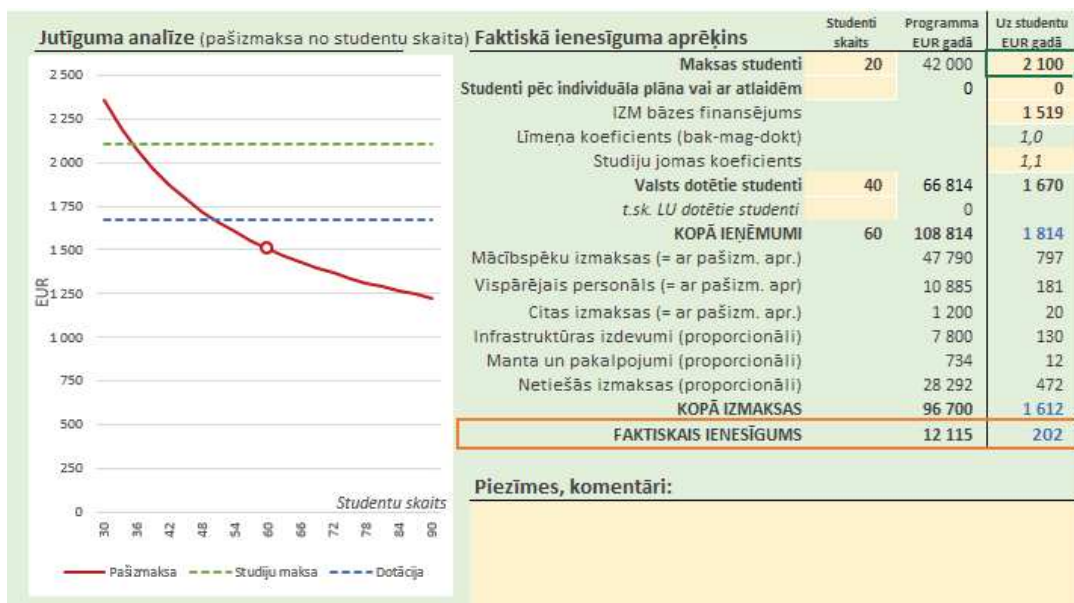 Jutīguma analīze (pašizmaksa no studentu skaita)
2 500
2 250
2 000
1 750
1 500
1 250
1 000
750
500
250
0
EUR
Studentu skaits
30 36 42 48 54 60 66 72 78 84 90
Pašizmaksa Studiju maksa Dotācija
Faktiskā ienesīguma aprēķins
Studenti skaits
Programma EUR gadā
Uz studentu EUR gadā
Maksas studenti 20 42 000 2 100
Studenti pēc individuāla plāna vai ar atlaidēm 0 0
IZM bāzes finansējums 1 519
Līmeņa koeficients (bak-mag-dokt) 1,0
Studiju jomas koeficients 1,1
Valsts dotētie studenti 40 66 814 1 670
t.sk. LU dotētie studenti 0
KOPĀ IEŅĒMUMI 60 108 814 1 814
Mācībspēku izmaksas (= ar pašizm. apr.) 47 790 797
Vispārējais personāls (= ar pašizm. apr) 10 885 181
Citas izmaksas (= ar pašizm. apr.) 1 200 20
Infrastruktūras izdevumi (proporcionāli) 7 800 130
Manta un pakalpojumi (proporcionāli) 734 12
Netiešās izmaksas (proporcionāli) 28 292 472
KOPĀ IZMAKSAS 96 700 1 612
FAKTISKAIS IENESĪGUMS 12 115 202
Piezīmes, komentāri: